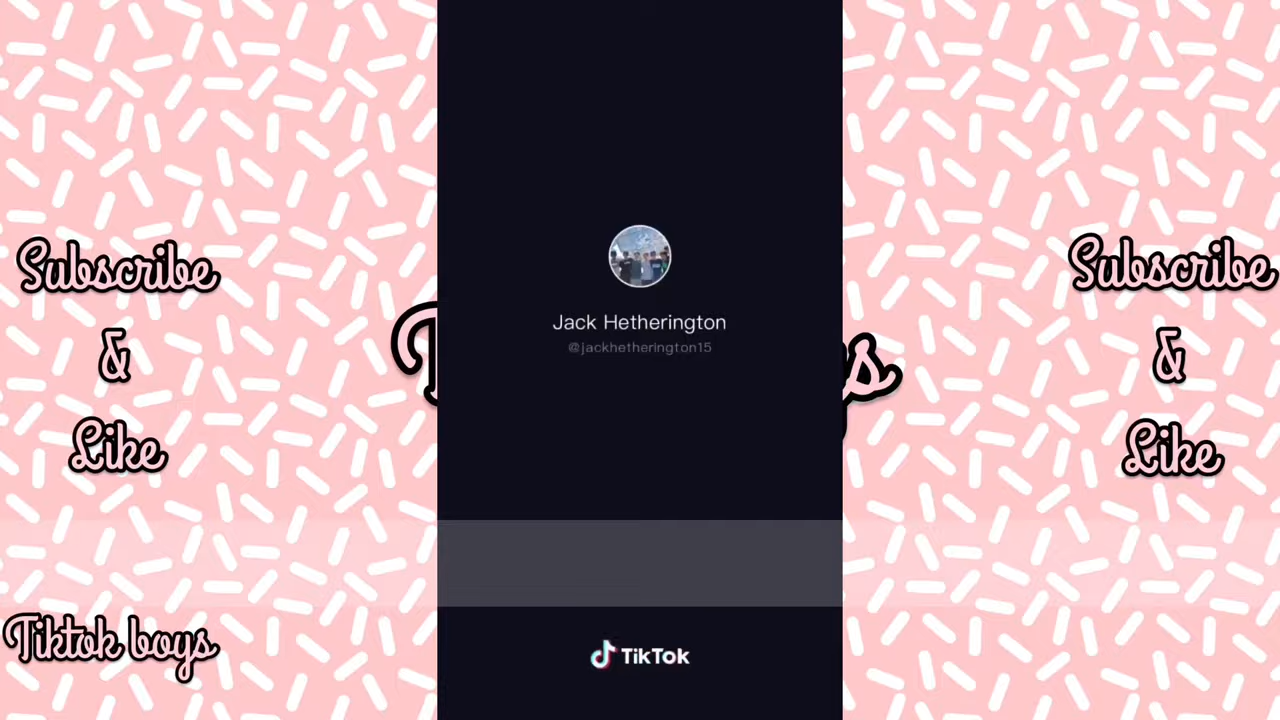 Subscribe
&
Like
Tiktok boys
Jack Hetherington
@jackhetherington15
TikTok
Subscribe
&
Like